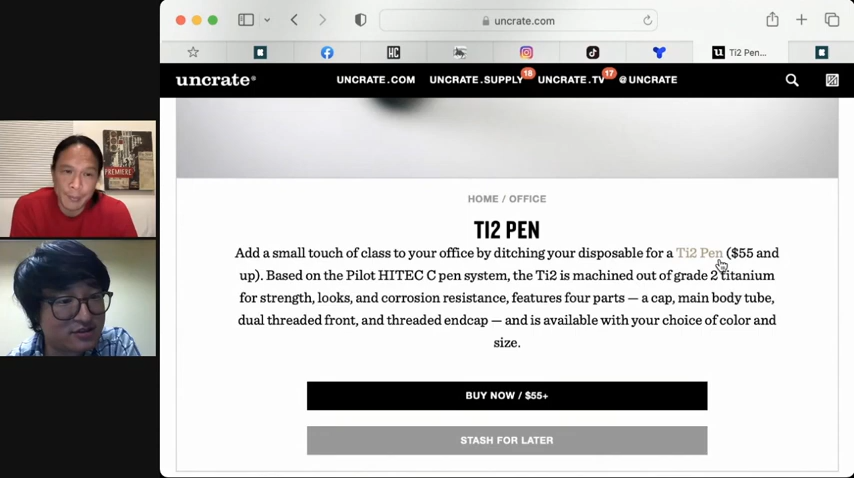 uncrate.com
Ti2 Pen...
uncrate®
UNCRATE.COM
UNCRATE.SUPPLY
18
UNCRATE.TV
17
@UNCRATE
HC
PREMIERE
HOME / OFFICE
TI2 PEN
Add a small touch of class to your office by ditching your disposable for a Ti2 Pen ($55 and
up). Based on the Pilot HITEC C pen system, the Ti2 is machined out of grade 2 titanium
for strength, looks, and corrosion resistance, features four parts — a cap, main body tube,
dual threaded front, and threaded endcap — and is available with your choice of color and
size.
BUY NOW / $55+
STASH FOR LATER